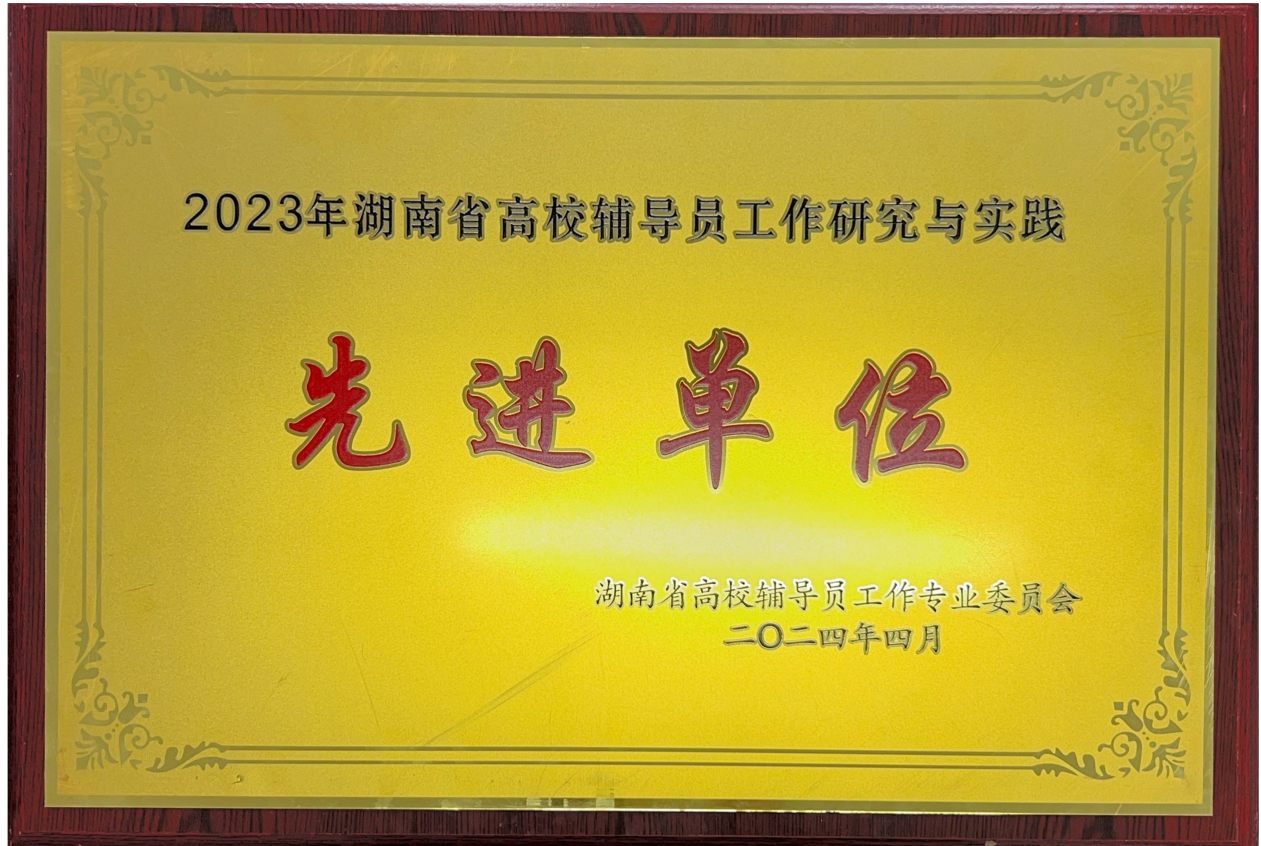 2023年湖南省高校辅导员工作研究与实践
先进单位
湖南省高校辅导员工作专业委员会
二〇二四年四月